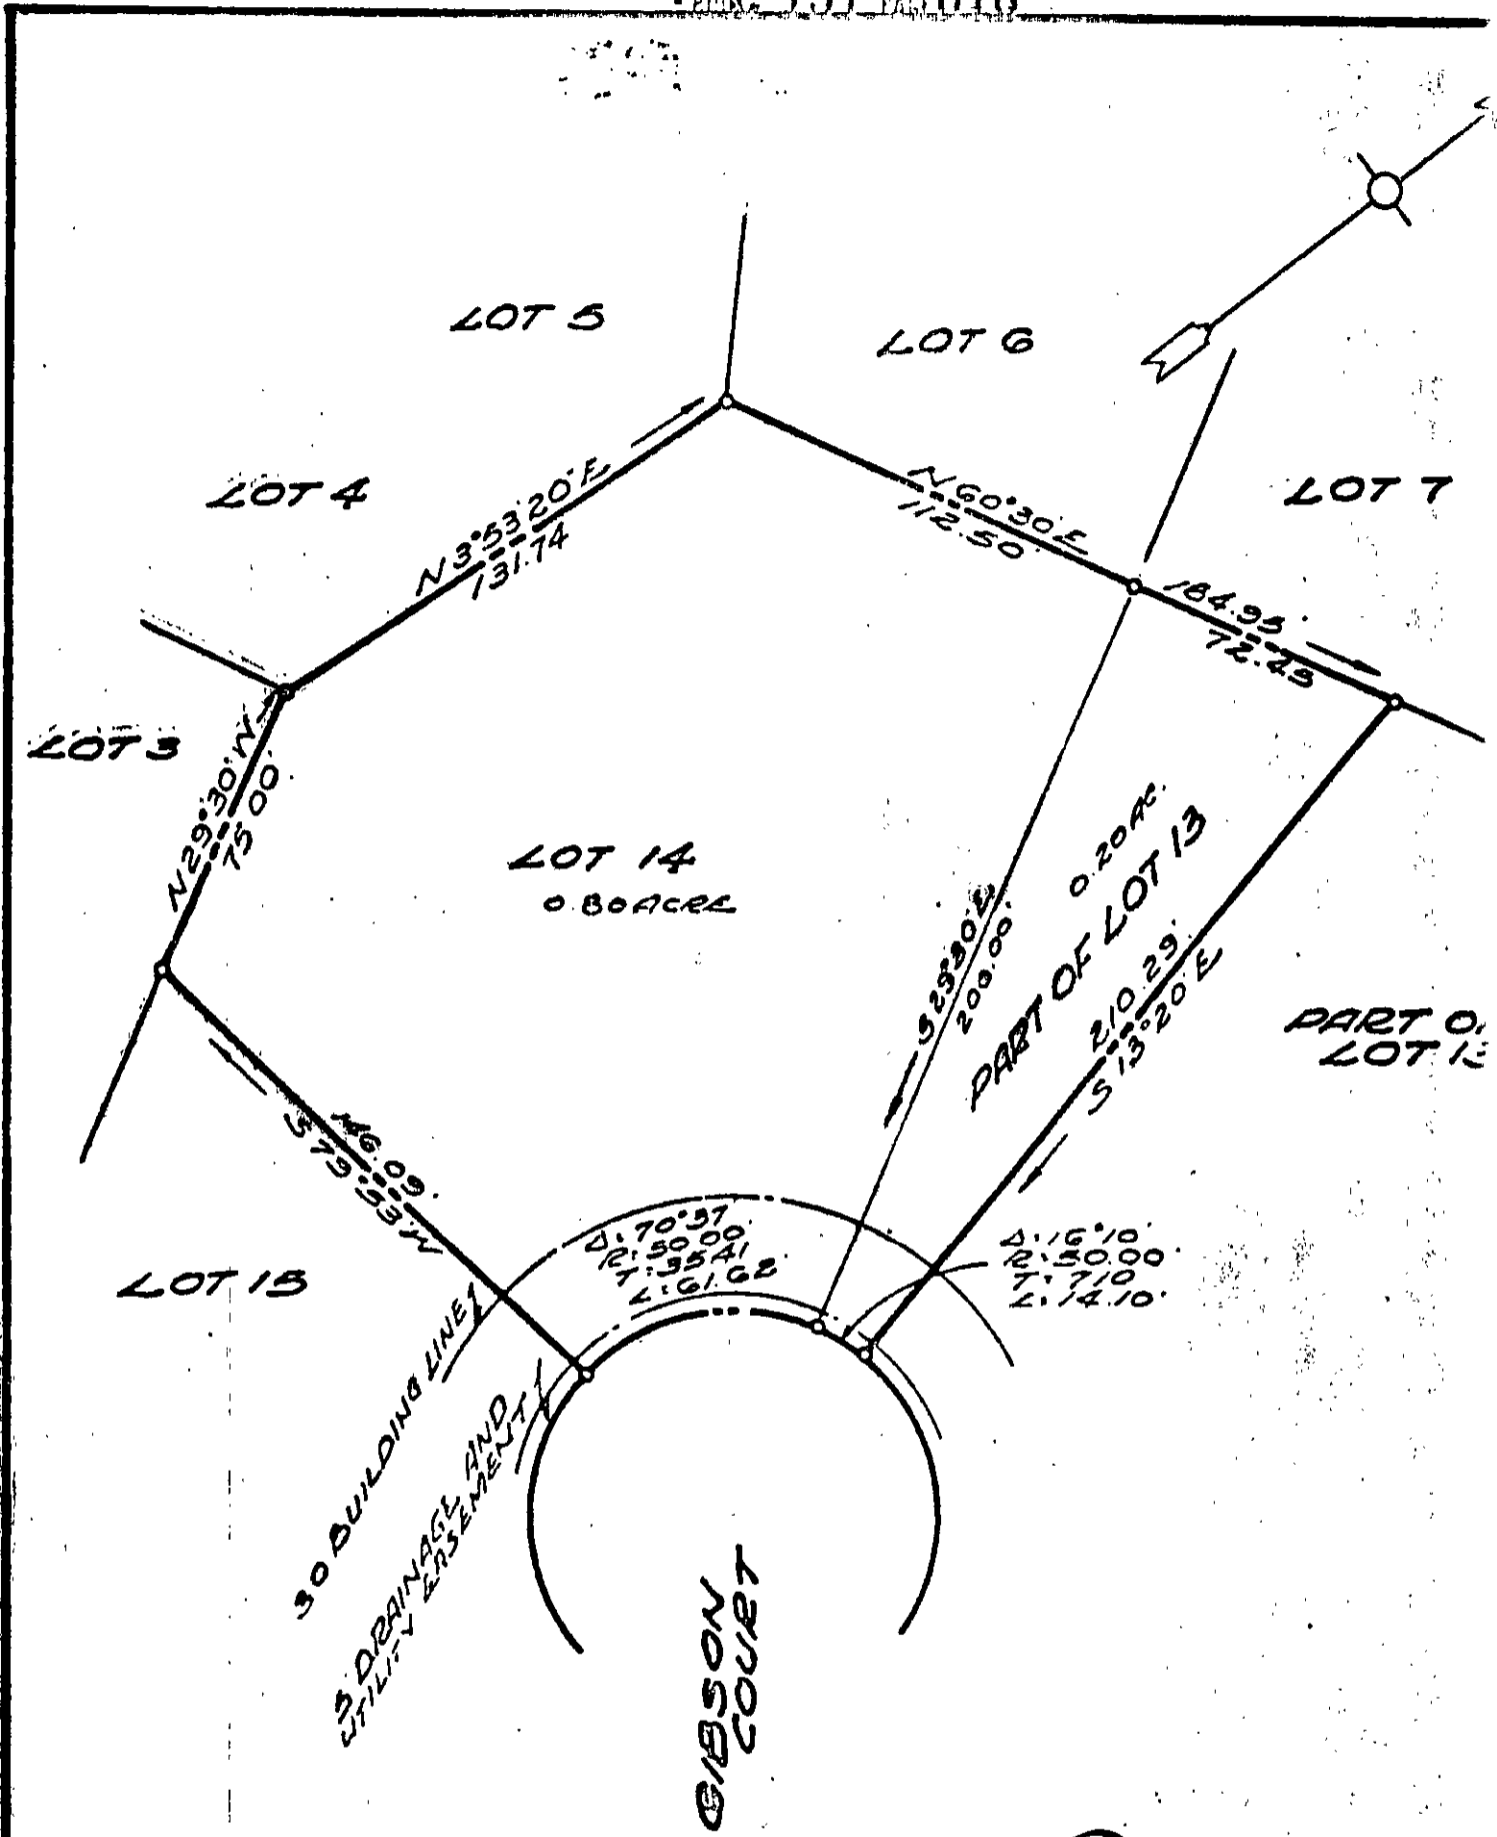 LOT 5
LOT 6
LOT 4
LOT 7
N 3°53'20"E
131.74
N 60°30'E
112.50'
184.95'
72.45
LOT 3
N29°30'W
75.00'
LOT 14
0.80 ACRE
S 29°30'E
200.00'
0.20 AC.
PART OF LOT 13
210.29'
S 13°20'E
PART
LOT
146.09'
S 79°53'W
LOT 15
Δ: 70°37'
R: 50.00'
T: 35.41
L: 61.62'
Δ: 16°10'
R: 50.00'
T: 7.10
L: 14.10'
30 BUILDING LINE
5' DRAINAGE AND
UTILITY EASEMENT
GIBSON
COURT